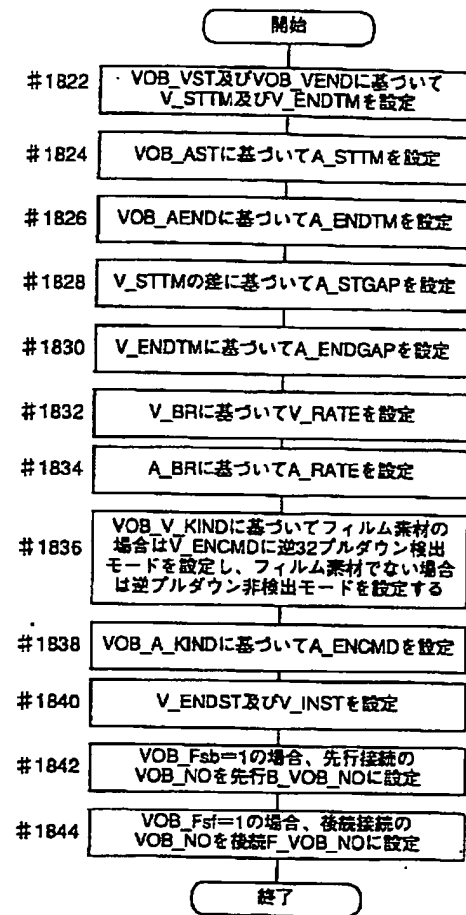 開始
#1822
VOB_VST及びVOB_VENDに基づいて
V_STTM及びV_ENDTMを設定
#1824
VOB_ASTに基づいてA_STTMを設定
#1826
VOB_AENDに基づいてA_ENDTMを設定
#1828
V_STTMの差に基づいてA_STGAPを設定
#1830
V_ENDTMに基づいてA_ENDGAPを設定
#1832
V_BRに基づいてV_RATEを設定
#1834
A_BRに基づいてA_RATEを設定
#1836
VOB_V_KINDに基づいてフィルム素材の
場合はV_ENCMDに逆32プルダウン検出
モードを設定し、フィルム素材でない場合
は逆プルダウン非検出モードを設定する
#1838
VOB_A_KINDに基づいてA_ENCMDを設定
#1840
V_ENDST及びV_INSTを設定
#1842
VOB_Fsb=1の場合、先行接続の
VOB_NOを先行B_VOB_NOに設定
#1844
VOB_Fsf=1の場合、後続接続の
VOB_NOを後続F_VOB_NOに設定
終了